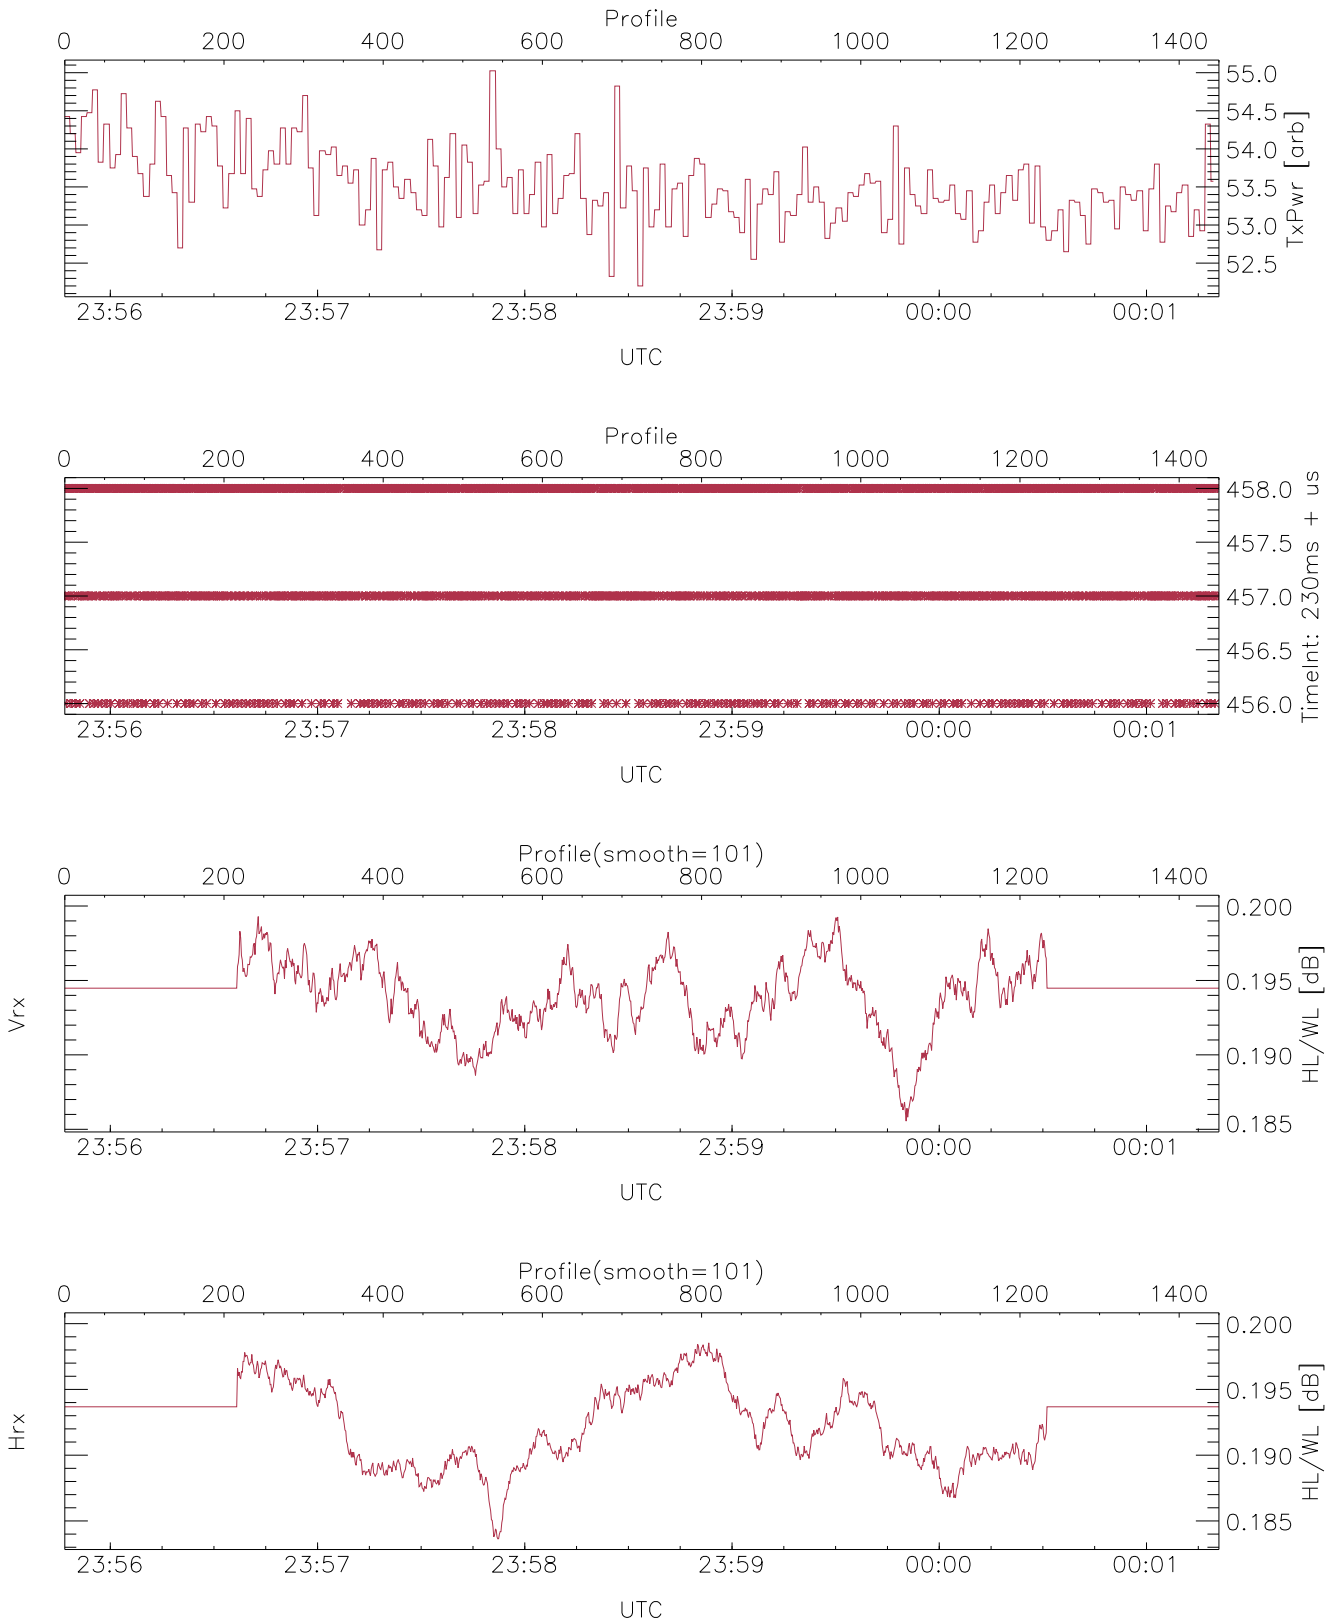 Profile
0 200 400 600 800 1000 1200 1400
55.0
54.5
54.0
53.5
53.0
52.5
TxPwr [arb]
23:56 23:57 23:58 23:59 00:00 00:01
UTC
Profile
0 200 400 600 800 1000 1200 1400
458.0
457.5
457.0
456.5
456.0
TimeInt: 230ms + us
23:56 23:57 23:58 23:59 00:00 00:01
UTC
Profile(smooth=101)
0 200 400 600 800 1000 1200 1400
Vrx
0.200
0.195
0.190
0.185
HL/WL [dB]
23:56 23:57 23:58 23:59 00:00 00:01
UTC
Profile(smooth=101)
0 200 400 600 800 1000 1200 1400
Hrx
0.200
0.195
0.190
0.185
HL/WL [dB]
23:56 23:57 23:58 23:59 00:00 00:01
UTC